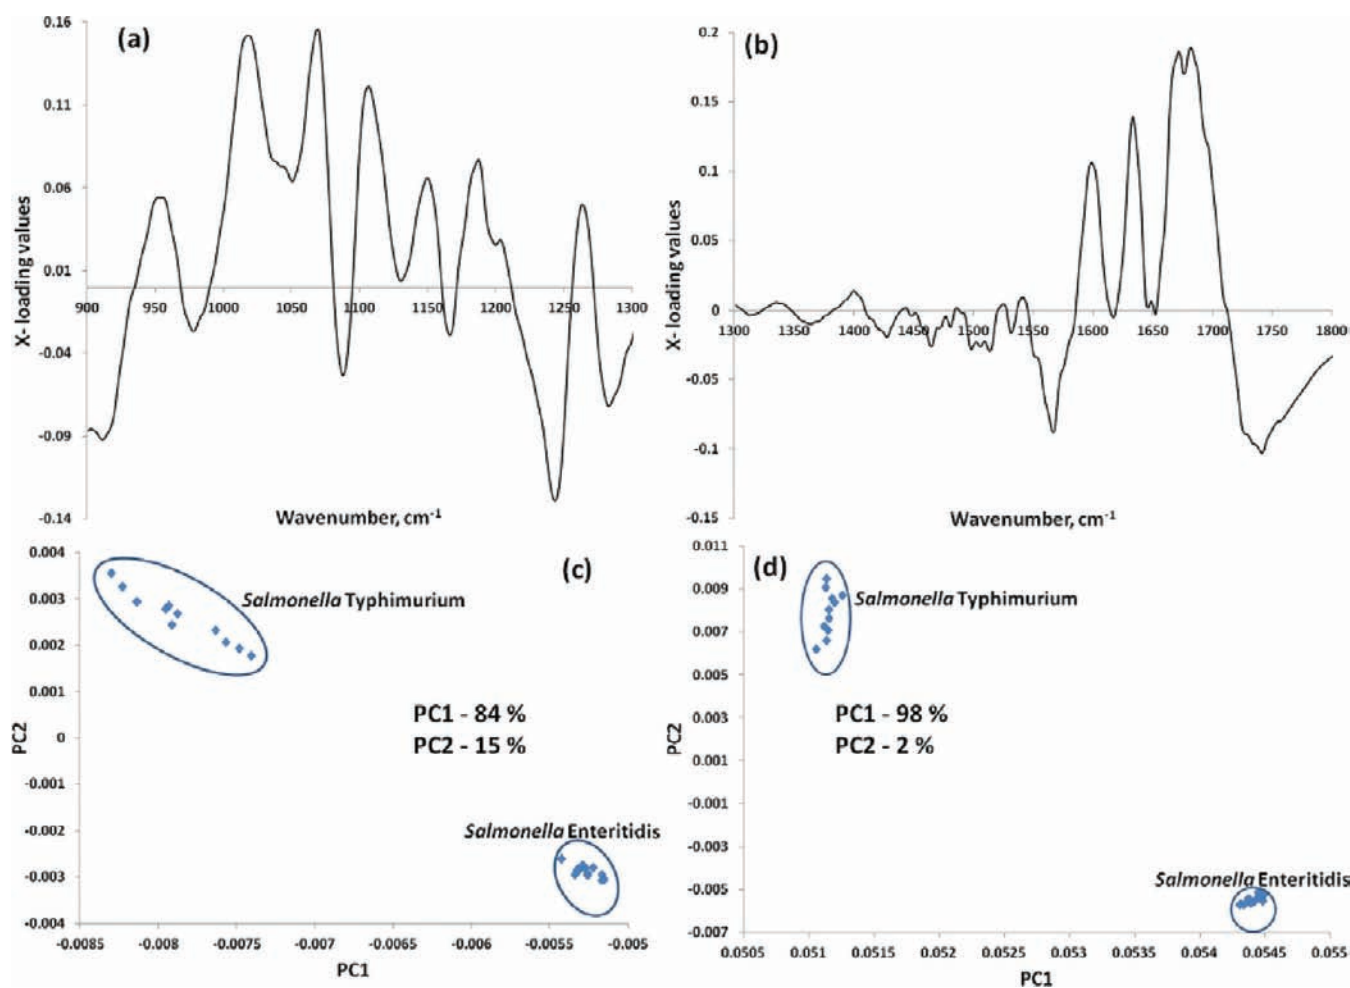 (a)
0.16
0.11
0.06
0.01
-0.04
-0.09
-0.14
X- loading values
900 950 1000 1050 1100 1150 1200 1250 1300
Wavenumber, cm-1
(b)
0.2
0.15
0.1
0.05
0
-0.05
-0.1
-0.15
X- loading values
1300 1350 1400 1450 1500 1550 1600 1650 1700 1750 1800
Wavenumber, cm-1
(c)
0.004
0.003
0.002
0.001
0
-0.001
-0.002
-0.003
-0.004
PC2
Salmonella Typhimurium
PC1 - 84 %
PC2 - 15 %
Salmonella Enteritidis
-0.0085 -0.008 -0.0075 -0.007 -0.0065 -0.006 -0.0055 -0.005
PC1
(d)
0.011
0.009
0.007
0.005
0.003
0.001
-0.001
-0.003
-0.005
-0.007
PC2
Salmonella Typhimurium
PC1 - 98 %
PC2 - 2 %
Salmonella Enteritidis
0.0505 0.051 0.0515 0.052 0.0525 0.053 0.0535 0.054 0.0545 0.055
PC1